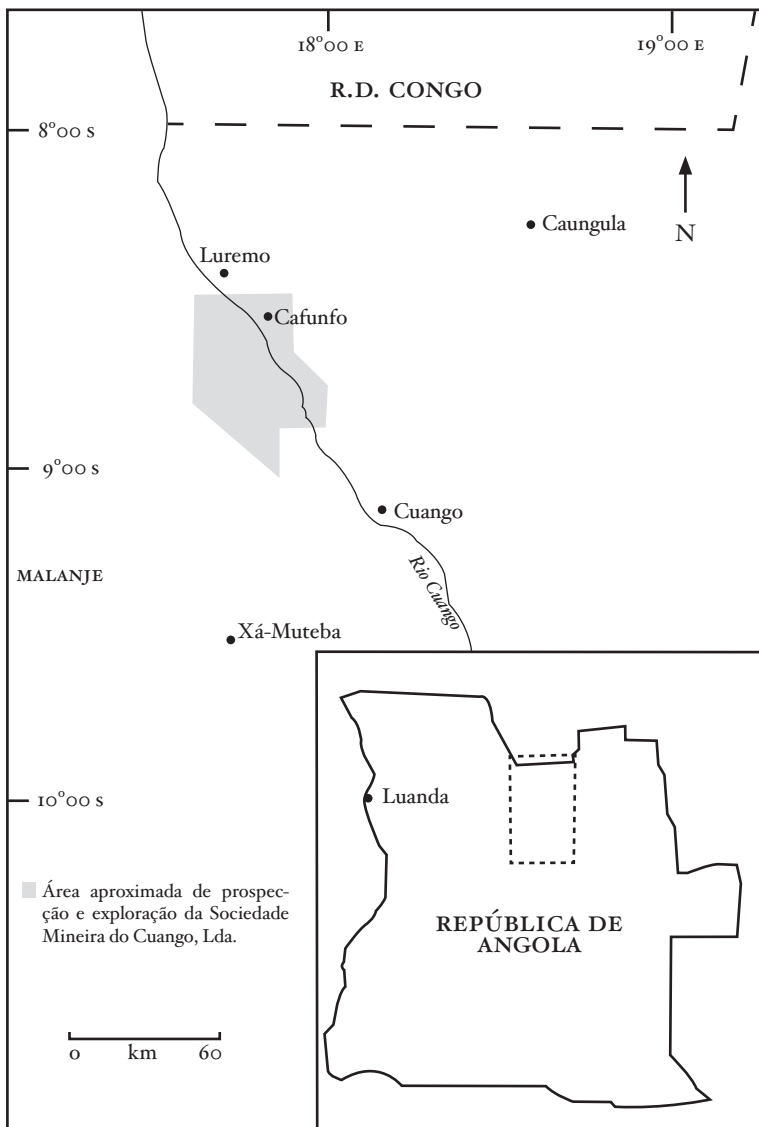 18°00 E
19°00 E
R.D. CONGO
8°00 S
N
Caungula
Luremo
Cafunfo
9°00 S
Cuango
MALANJE
Rio Cuango
Xá-Muteba
10°00 S
Luanda
Área aproximada de prospec-
ção e exploração da Sociedade
Mineira do Cuango, Lda.
REPÚBLICA DE
ANGOLA
0 km 60